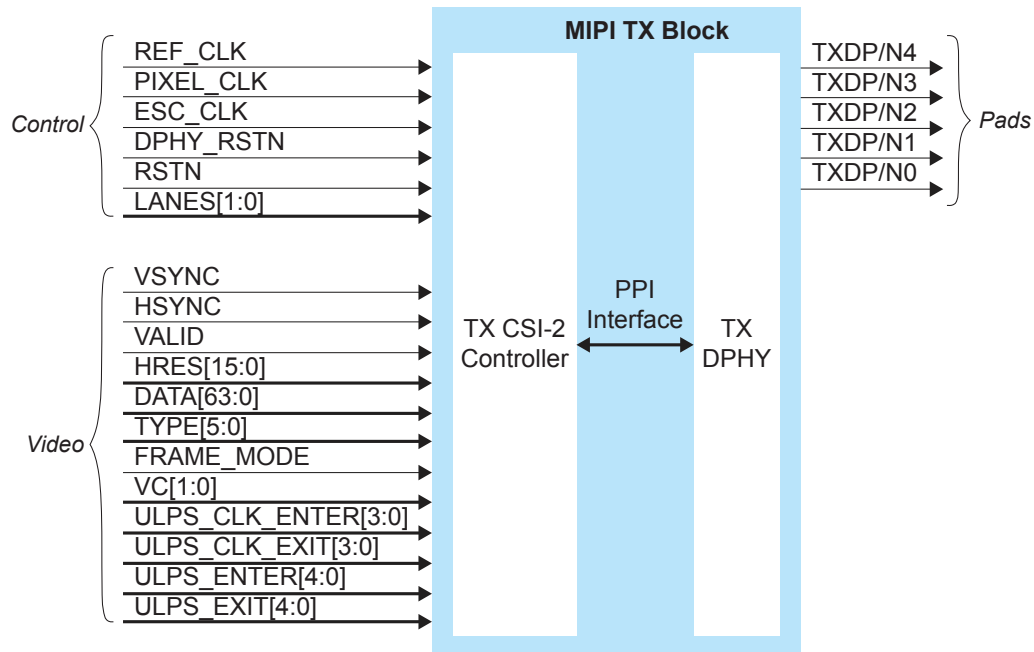 MIPI TX Block
Control
REF_CLK
PIXEL_CLK
ESC_CLK
DPHY_RSTN
RSTN
LANES[1:0]
Video
VSYNC
HSYNC
VALID
HRES[15:0]
DATA[63:0]
TYPE[5:0]
FRAME_MODE
VC[1:0]
ULPS_CLK_ENTER[3:0]
ULPS_CLK_EXIT[3:0]
ULPS_ENTER[4:0]
ULPS_EXIT[4:0]
TX CSI-2
Controller
PPI
Interface
TX
DPHY
TXDP/N4
TXDP/N3
TXDP/N2
TXDP/N1
TXDP/N0
Pads